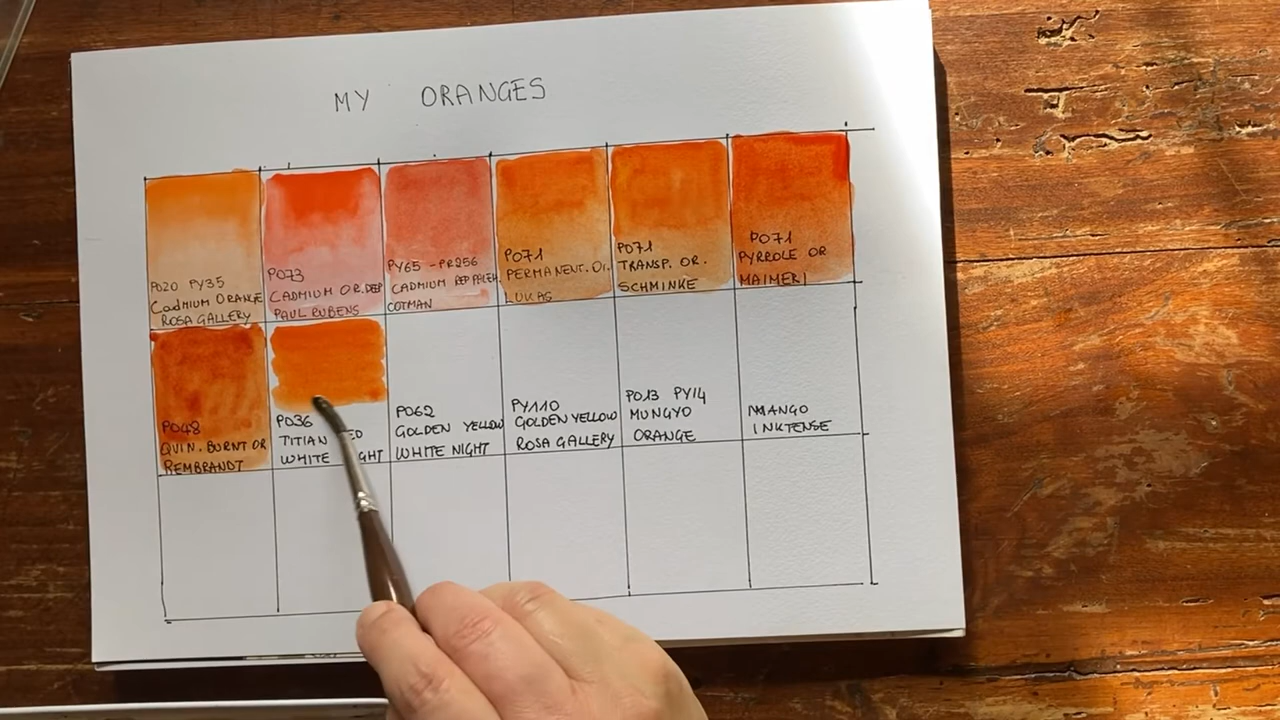 MY ORANGES
PO20 PY35
CADMIUM ORANGE
ROSA GALLERY
PO73
CADMIUM OR. DEEP
PAUL RUBENS
PY65 - PR256
CADMIUM RED
COTMAN
PO71
PERMANENT. OR.
LUKAS
PO71
TRANSP. OR.
SCHMINKE
PO71
PYRROLE OR
MAIMERI
PO48
QUIN. BURNT OR
REMBRANDT
PO36
TITIAN
WHITE
PO62
GOLDEN YELLOW
WHITE NIGHT
PY110
GOLDEN YELLOW
ROSA GALLERY
PO13 PY14
MUNGYO
ORANGE
MANGO
INKTENSE